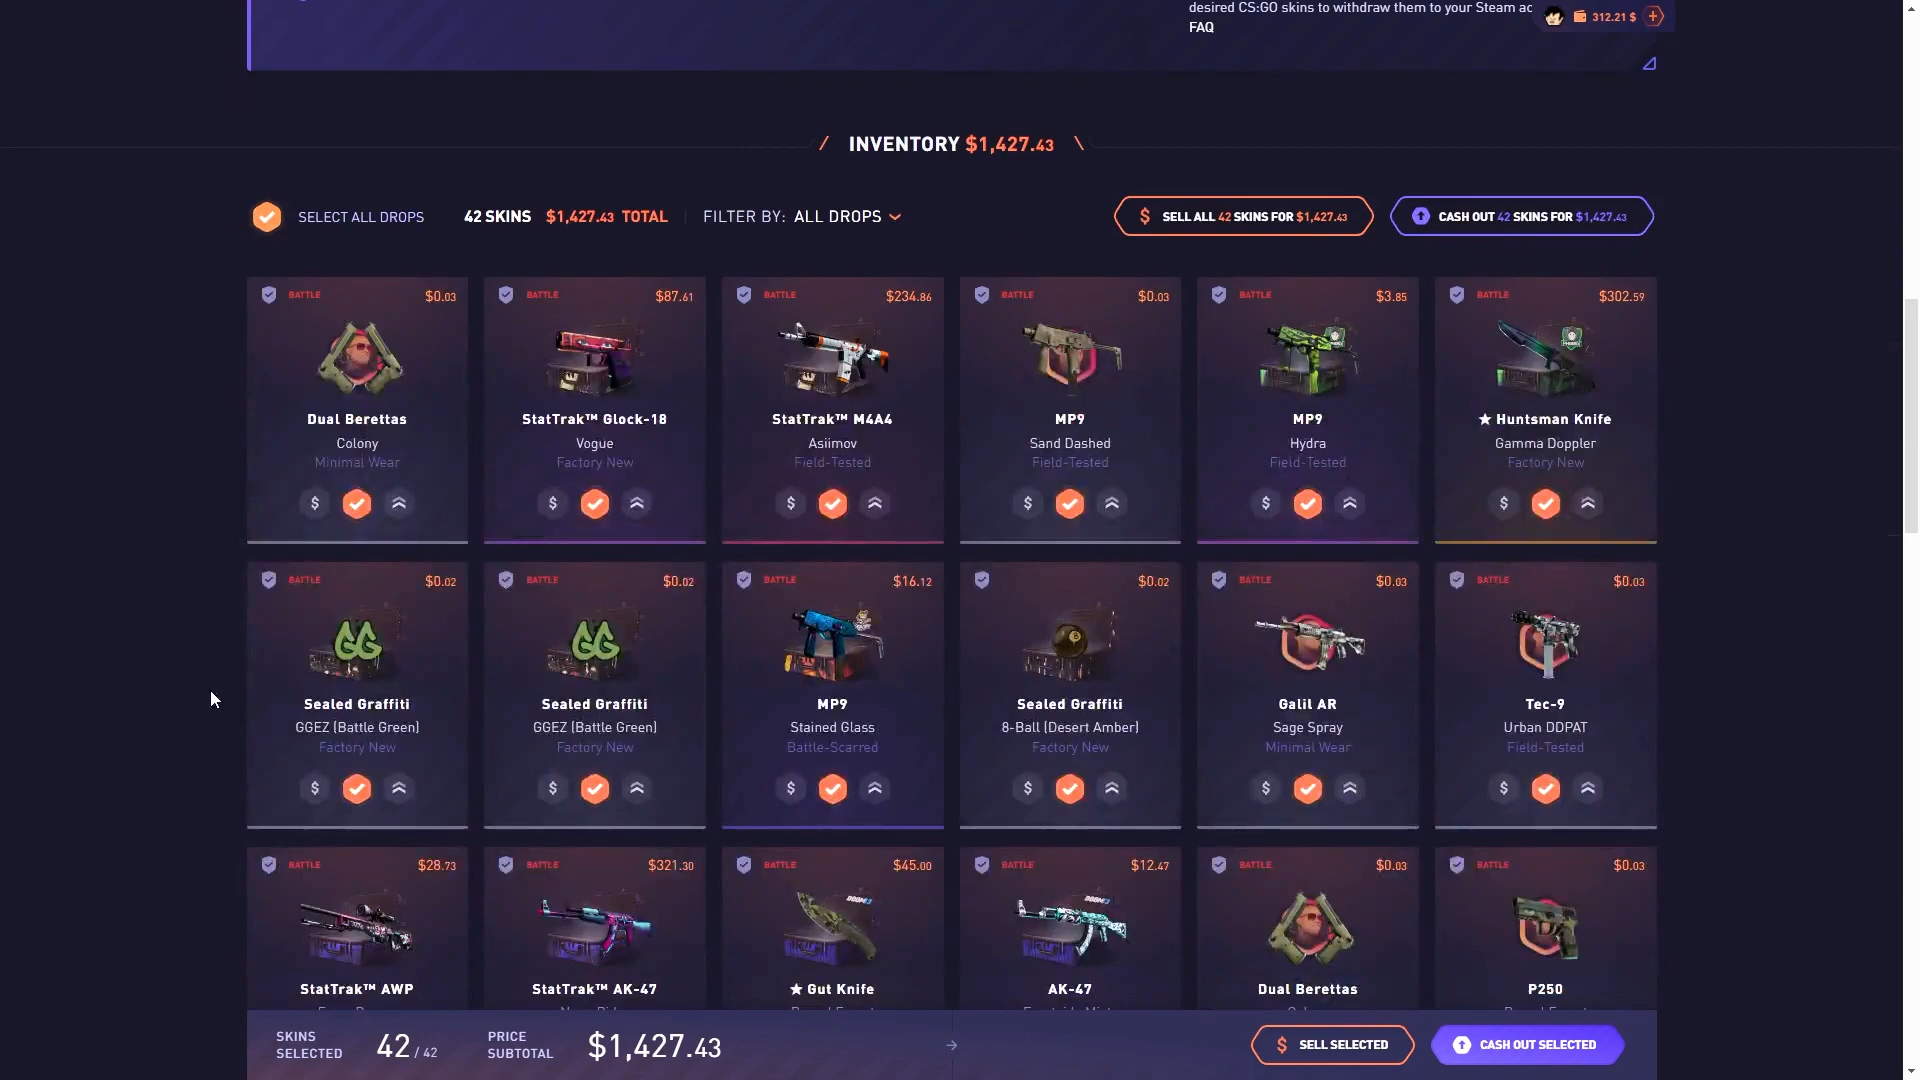 desired CS:GO skins to withdraw them to your Steam ac
FAQ
312.21 $
INVENTORY $1,427.43
SELECT ALL DROPS
42 SKINS $1,427.43 TOTAL
FILTER BY: ALL DROPS
$ SELL ALL 42 SKINS FOR $1,427.43
CASH OUT 42 SKINS FOR $1,427.43
BATTLE $0.03
Dual Berettas
Colony
Minimal Wear
$
BATTLE $87.61
StatTrak™ Glock-18
Vogue
Factory New
$
BATTLE $234.86
StatTrak™ M4A4
Asiimov
Field-Tested
$
BATTLE $0.03
MP9
Sand Dashed
Field-Tested
$
BATTLE $3.85
MP9
Hydra
Field-Tested
$
BATTLE $302.59
★ Huntsman Knife
Gamma Doppler
Factory New
$
BATTLE $0.02
GG
Sealed Graffiti
GGEZ (Battle Green)
Factory New
$
BATTLE $0.02
GG
Sealed Graffiti
GGEZ (Battle Green)
Factory New
$
BATTLE $16.12
MP9
Stained Glass
Battle-Scarred
$
$0.02
Sealed Graffiti
8-Ball (Desert Amber)
Factory New
$
BATTLE $0.03
Galil AR
Sage Spray
Minimal Wear
$
BATTLE $0.03
Tec-9
Urban DDPAT
Field-Tested
$
BATTLE $28.73
StatTrak™ AWP
BATTLE $321.30
StatTrak™ AK-47
BATTLE $45.00
★ Gut Knife
BATTLE $12.47
AK-47
BATTLE $0.03
Dual Berettas
BATTLE $0.03
P250
SKINS
SELECTED
42 / 42
PRICE
SUBTOTAL
$1,427.43
$ SELL SELECTED
CASH OUT SELECTED